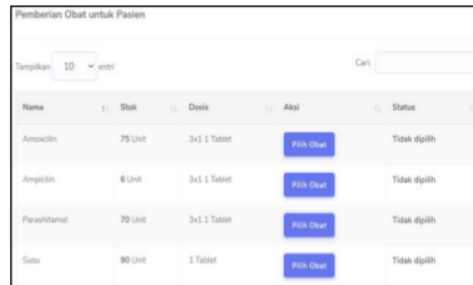 Pemberian Obat untuk Pasien
Tampilkan 10 entri
Cari:
Nama Stok Dosis Aksi Status
Amoxcilin 75 Unit 3x1 1 Tablet Pilih Obat Tidak dipilih
Ampicilin 6 Unit 3x1 1 Tablet Pilih Obat Tidak dipilih
Parashitamol 70 Unit 3x1 1 Tablet Pilih Obat Tidak dipilih
Susu 90 Unit 1 Tablet Pilih Obat Tidak dipilih